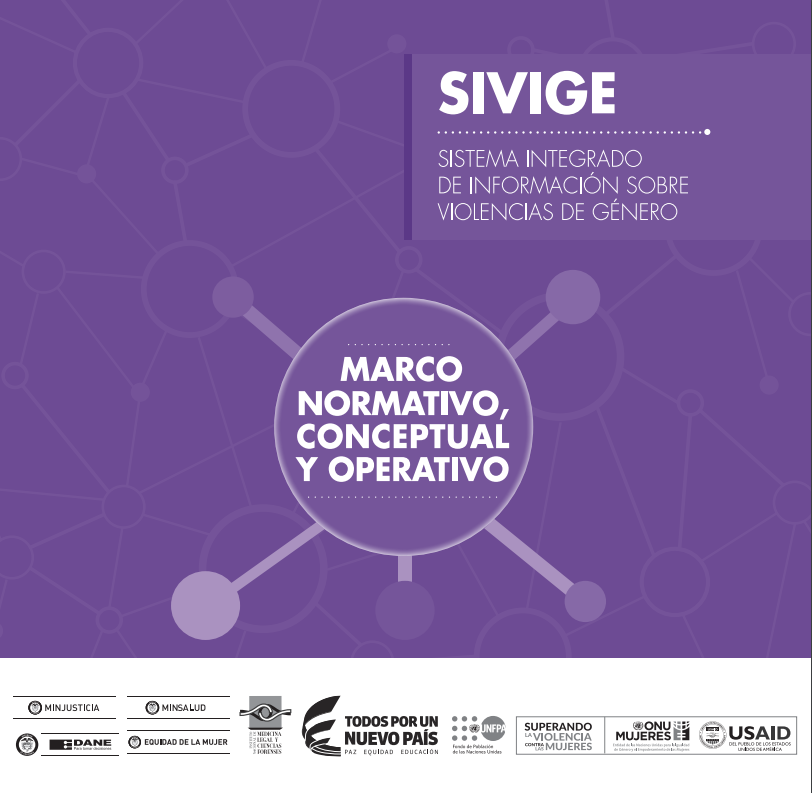 SIVIGE
SISTEMA INTEGRADO
DE INFORMACIÓN SOBRE
VIOLENCIAS DE GÉNERO
MARCO
NORMATIVO,
CONCEPTUAL
Y OPERATIVO
MINJUSTICIA
MINSALUD
DANE
Para tomar decisiones
EQUIDAD DE LA MUJER
MEDICINA
LEGAL Y
CIENCIAS
FORENSES
TODOS POR UN
NUEVO PAÍS
PAZ EQUIDAD EDUCACIÓN
UNFPA
Fondo de Población
de las Naciones Unidas
SUPERANDO
LA VIOLENCIA
CONTRA LAS MUJERES
ONU
MUJERES
Entidad de las Naciones Unidas para la Igualdad
de Género y el Empoderamiento de las Mujeres
USAID
DEL PUEBLO DE LOS ESTADOS
UNIDOS DE AMÉRICA